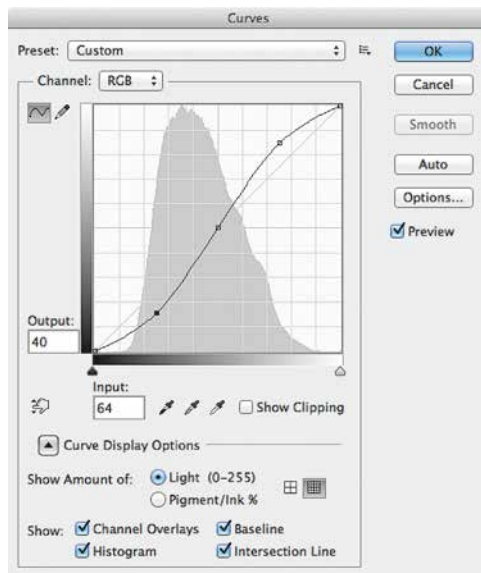 Curves
Preset: Custom
OK
Channel: RGB
Cancel
Smooth
Auto
Options...
Preview
Output:
40
Input:
64
Show Clipping
Curve Display Options
Show Amount of: Light (0-255)
Pigment/Ink %
Show: Channel Overlays Baseline
Histogram Intersection Line